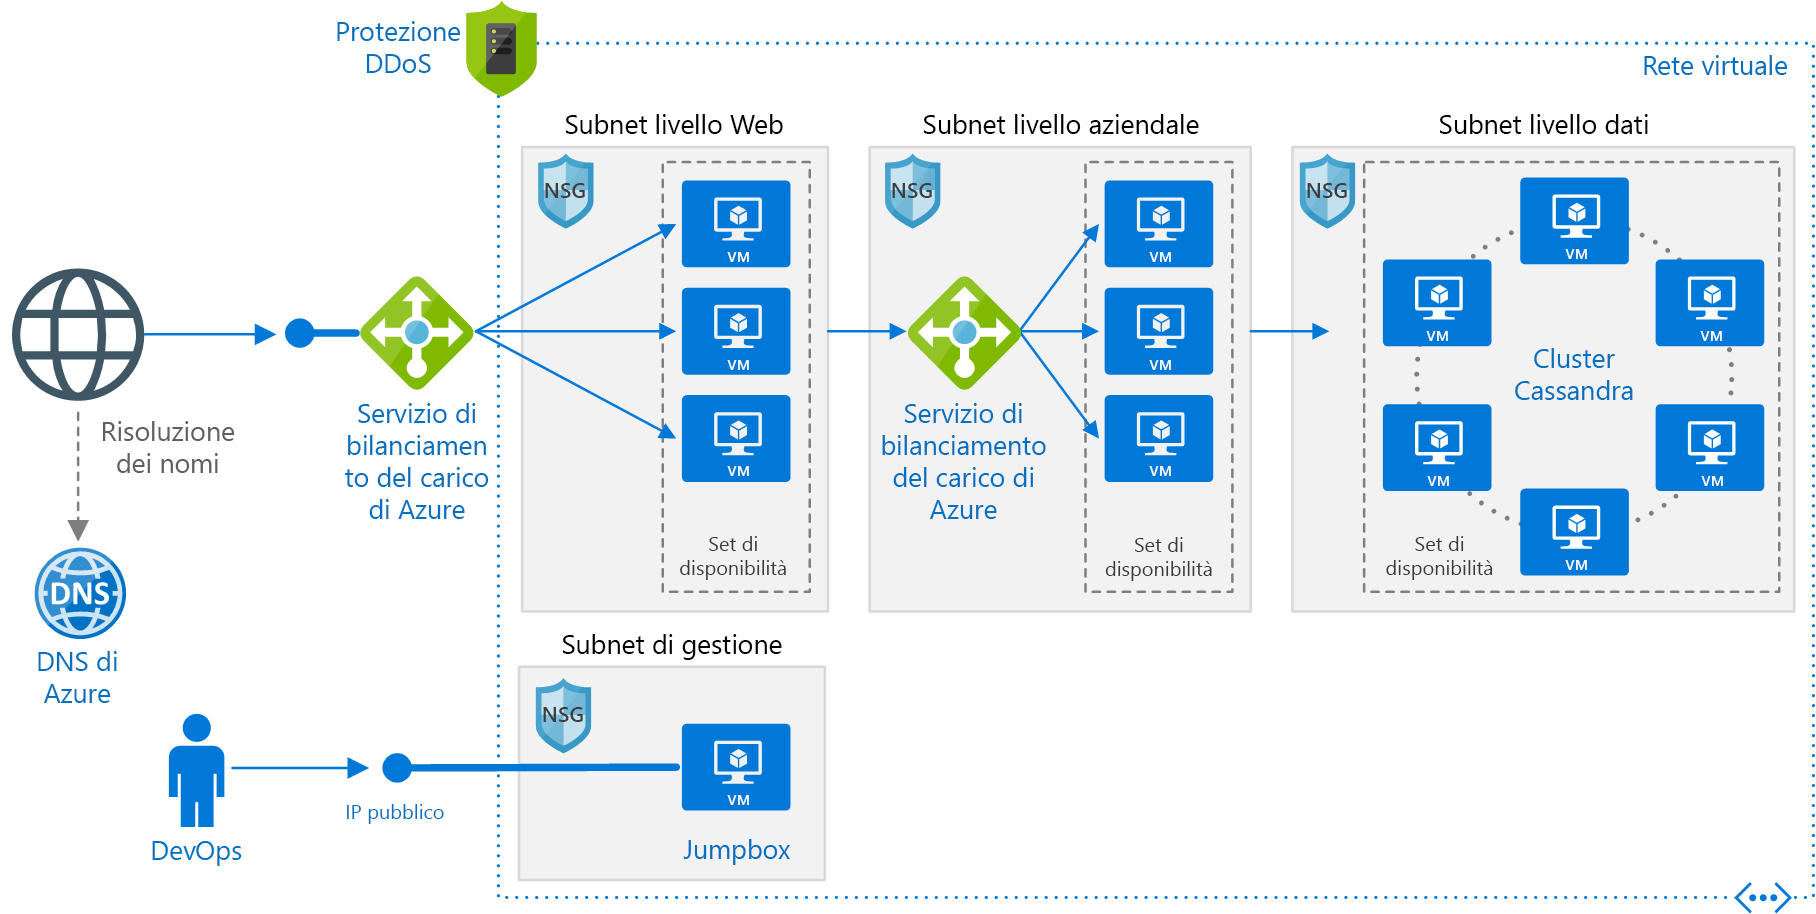 Protezione
DDoS
Rete virtuale
Subnet livello Web
Subnet livello aziendale
Subnet livello dati
NSG
VM
VM
VM
Set di
disponibilità
NSG
VM
VM
VM
Set di
disponibilità
NSG
VM
VM
VM
Cluster
Cassandra
VM
VM
VM
Set di
disponibilità
Servizio di
bilanciamen
to del carico
di Azure
Servizio di
bilanciamento
del carico di
Azure
Risoluzione
dei nomi
DNS
DNS di
Azure
Subnet di gestione
NSG
VM
Jumpbox
IP pubblico
DevOps